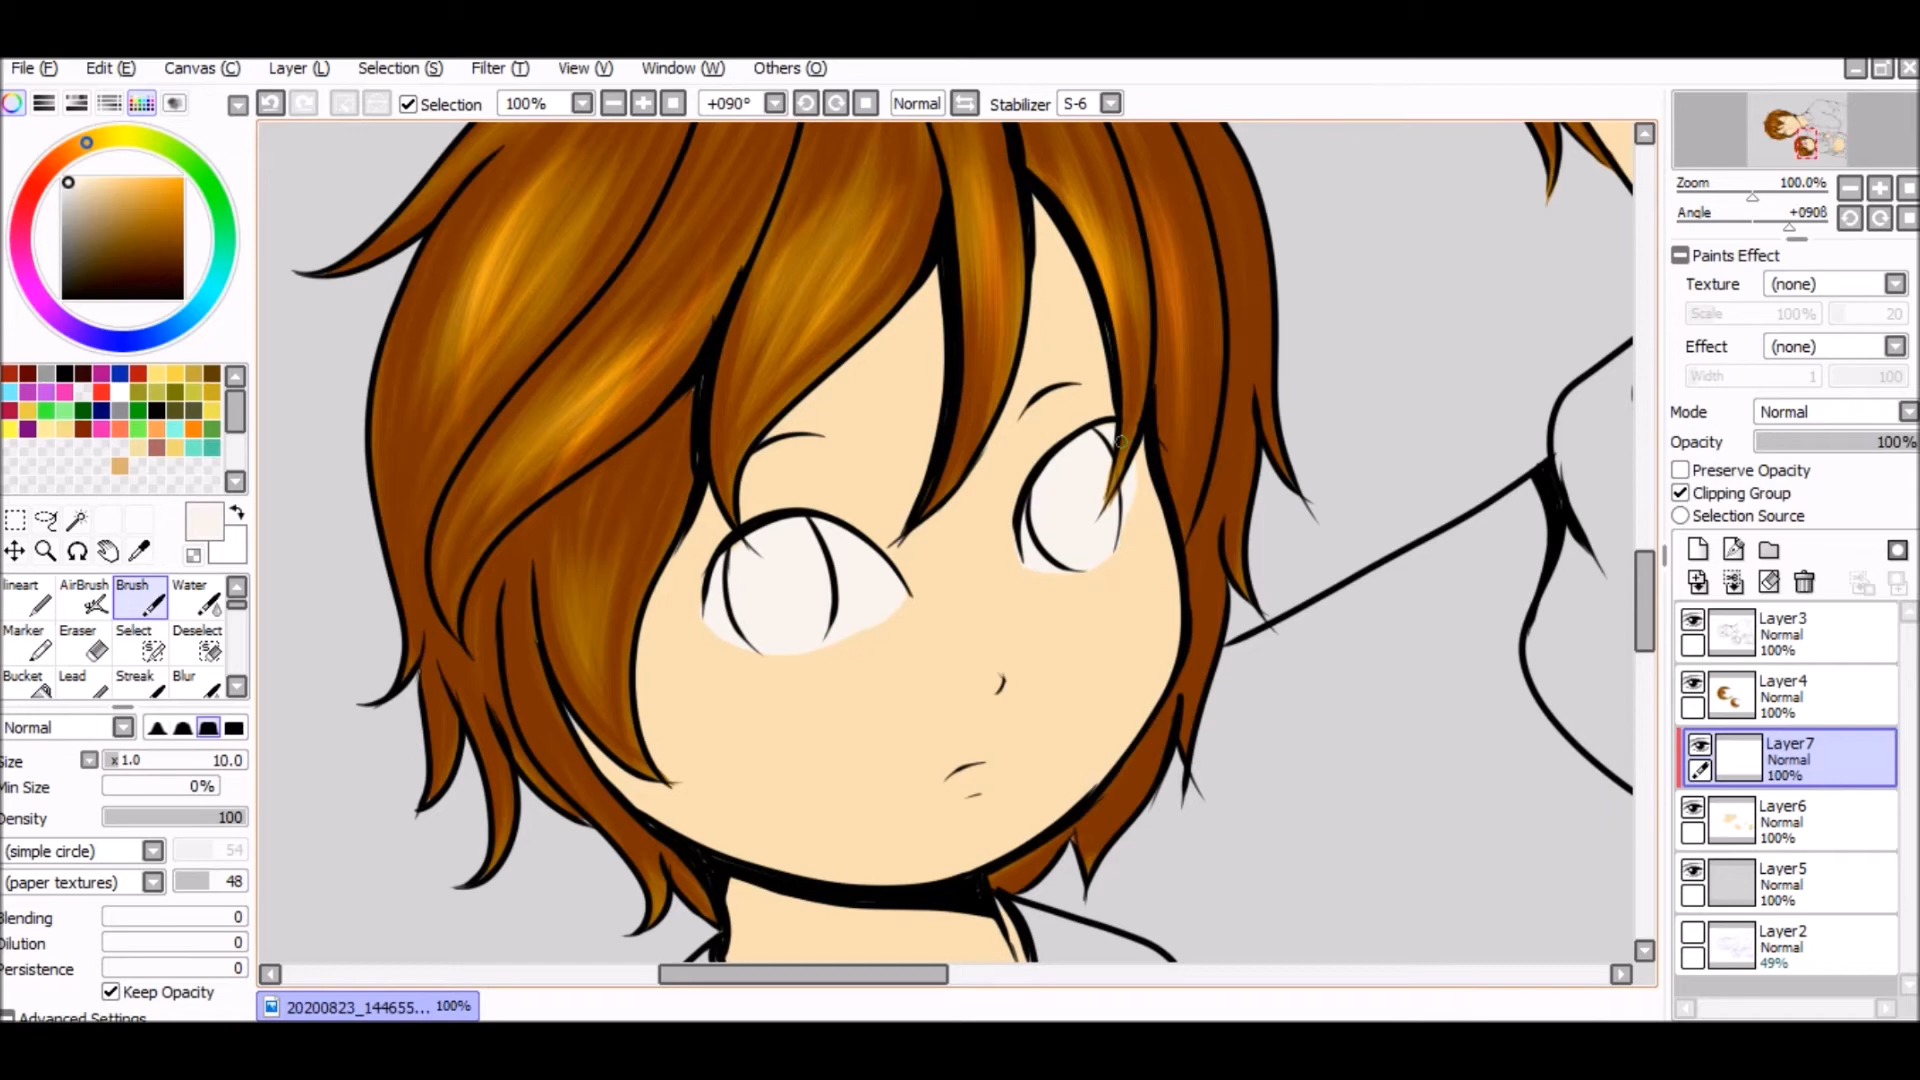 File (F) Edit (E) Canvas (C) Layer (L) Selection (S) Filter (T) View (V) Window (W) Others (O)
Selection 100% +090° Normal Stabilizer S-6
Zoom 100.0%
Angle +090ß
Paints Effect
Texture (none)
Scale 100% 20
Effect (none)
Width 1 100
Mode Normal
Opacity 100%
Preserve Opacity
Clipping Group
Selection Source
lineart AirBrush Brush Water
Marker Eraser Select Deselect
Bucket Lead Streak Blur
Normal
Size x 1.0 10.0
Min Size 0%
Density 100
(simple circle) 54
(paper textures) 48
Blending 0
Dilution 0
Persistence 0
Keep Opacity
Advanced Settings
Layer3
Normal
100%
Layer4
Normal
100%
Layer7
Normal
100%
Layer6
Normal
100%
Layer5
Normal
100%
Layer2
Normal
49%
20200823_144655... 100%